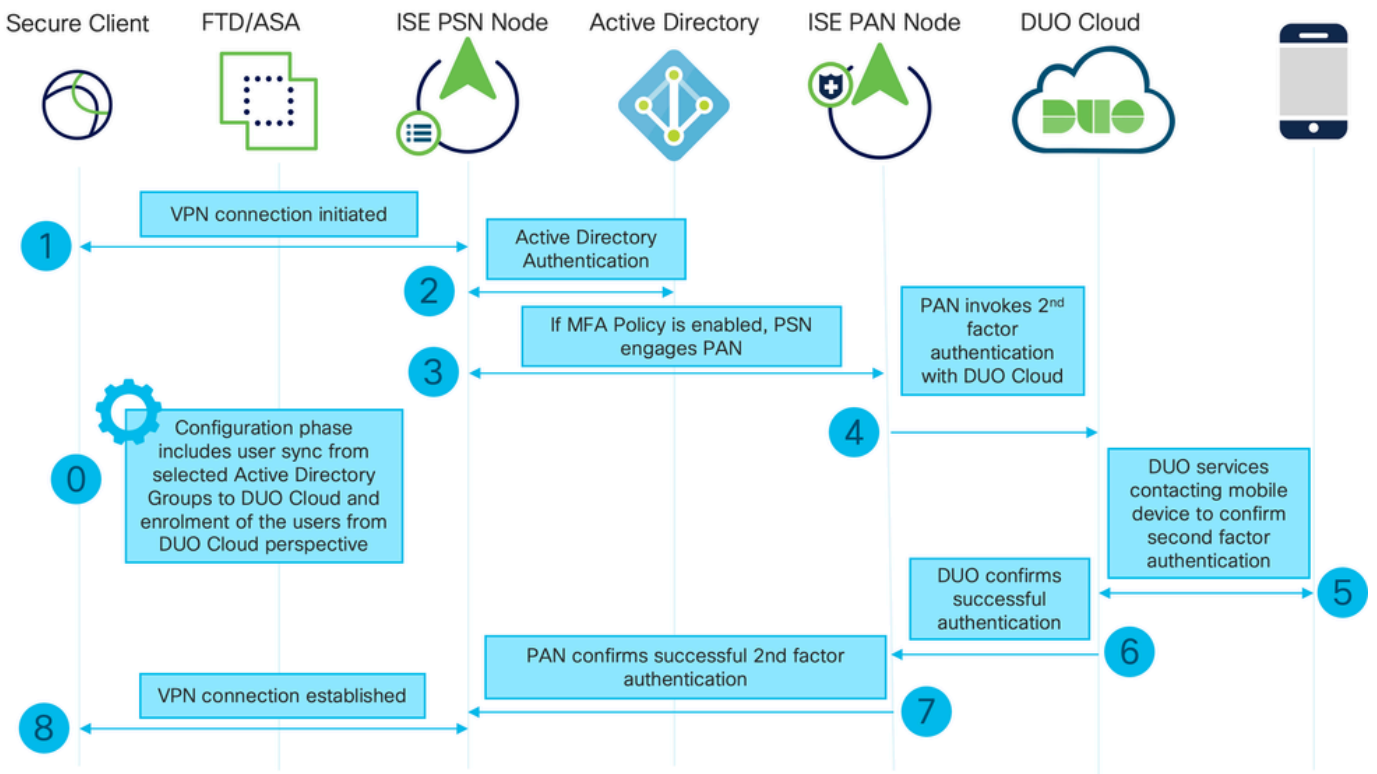 Secure Client
FTD/ASA
ISE PSN Node
Active Directory
ISE PAN Node
DUO Cloud
DUO
VPN connection initiated
1
Active Directory
Authentication
2
If MFA Policy is enabled, PSN
engages PAN
3
PAN invokes 2nd
factor
authentication
with DUO Cloud
4
0
Configuration phase
includes user sync from
selected Active Directory
Groups to DUO Cloud and
enrolment of the users from
DUO Cloud perspective
DUO services
contacting mobile
device to confirm
second factor
authentication
5
DUO confirms
successful
authentication
6
PAN confirms successful 2nd factor
authentication
7
VPN connection established
8